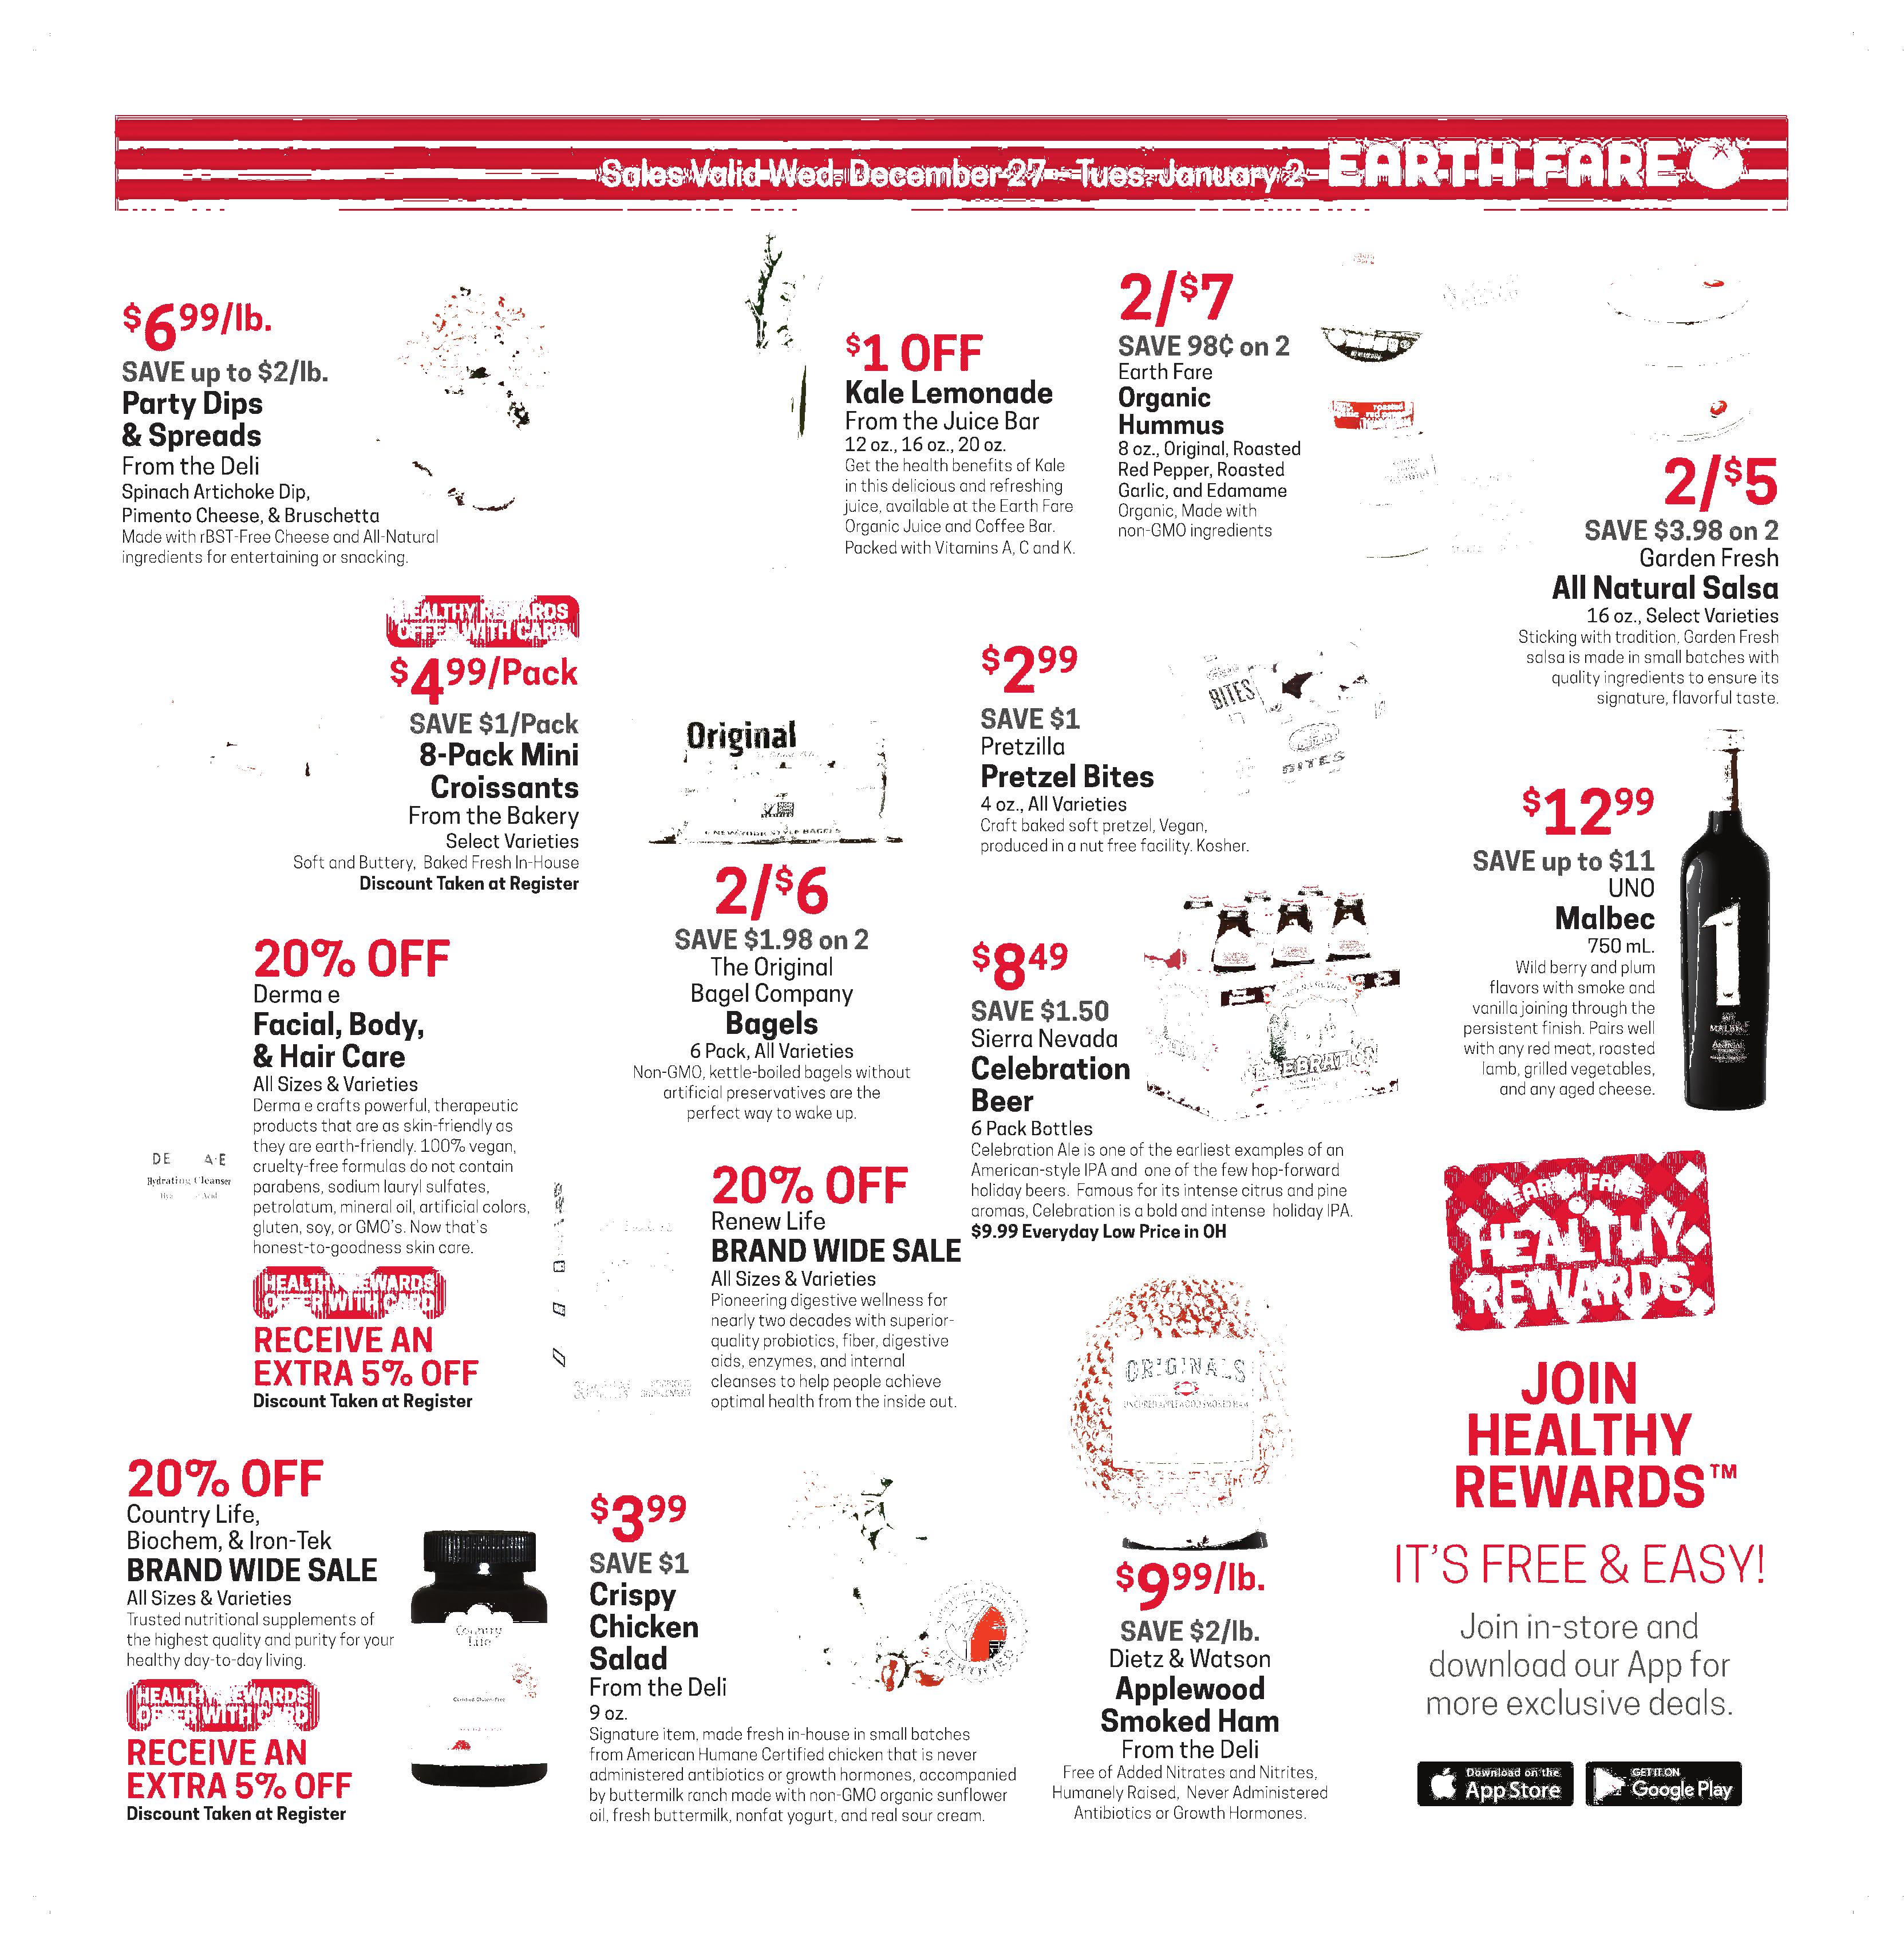 Sales Valid Wed. December 27 - Tues. January 2 EARTH FARE
$6.99/lb.
SAVE up to $2/lb.
Party Dips
& Spreads
From the Deli
Spinach Artichoke Dip,
Pimento Cheese, & Bruschetta
Made with rBST-Free Cheese and All-Natural
ingredients for entertaining or snacking.
$1 OFF
Kale Lemonade
From the Juice Bar
12 oz., 16 oz., 20 oz.
Get the health benefits of Kale
in this delicious and refreshing
juice, available at the Earth Fare
Organic Juice and Coffee Bar.
Packed with Vitamins A, C and K.
2/$7
SAVE 98¢ on 2
Earth Fare
Organic
Hummus
8 oz., Original, Roasted
Red Pepper, Roasted
Garlic, and Edamame
Organic, Made with
non-GMO ingredients
2/$5
SAVE $3.98 on 2
Garden Fresh
All Natural Salsa
16 oz., Select Varieties
Sticking with tradition, Garden Fresh
salsa is made in small batches with
quality ingredients to ensure its
signature, flavorful taste.
HEALTHY REWARDS
OFFER WITH CARD
$4.99/Pack
SAVE $1/Pack
8-Pack Mini
Croissants
From the Bakery
Select Varieties
Soft and Buttery, Baked Fresh In-House
Discount Taken at Register
Original
6 NEW YORK STYLE BAGELS
2/$6
SAVE $1.98 on 2
The Original
Bagel Company
Bagels
6 Pack, All Varieties
Non-GMO, kettle-boiled bagels without
artificial preservatives are the
perfect way to wake up.
$2.99
SAVE $1
Pretzilla
Pretzel Bites
4 oz., All Varieties
Craft baked soft pretzel, Vegan,
produced in a nut free facility. Kosher.
BITES
BITES
$12.99
SAVE up to $11
UNO
Malbec
750 mL.
Wild berry and plum
flavors with smoke and
vanilla joining through the
persistent finish. Pairs well
with any red meat, roasted
lamb, grilled vegetables,
and any aged cheese.
1
MALBEC
20% OFF
Derma e
Facial, Body,
& Hair Care
All Sizes & Varieties
Derma e crafts powerful, therapeutic
products that are as skin-friendly as
they are earth-friendly. 100% vegan,
cruelty-free formulas do not contain
parabens, sodium lauryl sulfates,
petrolatum, mineral oil, artificial colors,
gluten, soy, or GMO's. Now that's
honest-to-goodness skin care.
DE A·E
Hydrating Cleanser
HEALTHY REWARDS
OFFER WITH CARD
RECEIVE AN
EXTRA 5% OFF
Discount Taken at Register
$8.49
SAVE $1.50
Sierra Nevada
Celebration
Beer
6 Pack Bottles
Celebration Ale is one of the earliest examples of an
American-style IPA and one of the few hop-forward
holiday beers. Famous for its intense citrus and pine
aromas, Celebration is a bold and intense holiday IPA.
$9.99 Everyday Low Price in OH
CELEBRATION
20% OFF
Renew Life
BRAND WIDE SALE
All Sizes & Varieties
Pioneering digestive wellness for
nearly two decades with superior-
quality probiotics, fiber, digestive
aids, enzymes, and internal
cleanses to help people achieve
optimal health from the inside out.
EARTH FARE
HEALTHY
REWARDS
JOIN
HEALTHY
REWARDS™
IT'S FREE & EASY!
Join in-store and
download our App for
more exclusive deals.
Download on the
App Store
GET IT ON
Google Play
20% OFF
Country Life,
Biochem, & Iron-Tek
BRAND WIDE SALE
All Sizes & Varieties
Trusted nutritional supplements of
the highest quality and purity for your
healthy day-to-day living.
HEALTHY REWARDS
OFFER WITH CARD
RECEIVE AN
EXTRA 5% OFF
Discount Taken at Register
Country
Life
Certified Gluten Free
$3.99
SAVE $1
Crispy
Chicken
Salad
From the Deli
9 oz.
Signature item, made fresh in-house in small batches
from American Humane Certified chicken that is never
administered antibiotics or growth hormones, accompanied
by buttermilk ranch made with non-GMO organic sunflower
oil, fresh buttermilk, nonfat yogurt, and real sour cream.
CERTIFIED
ORIGINALS
UNCURED APPLEWOOD SMOKED HAM
$9.99/lb.
SAVE $2/lb.
Dietz & Watson
Applewood
Smoked Ham
From the Deli
Free of Added Nitrates and Nitrites,
Humanely Raised, Never Administered
Antibiotics or Growth Hormones.